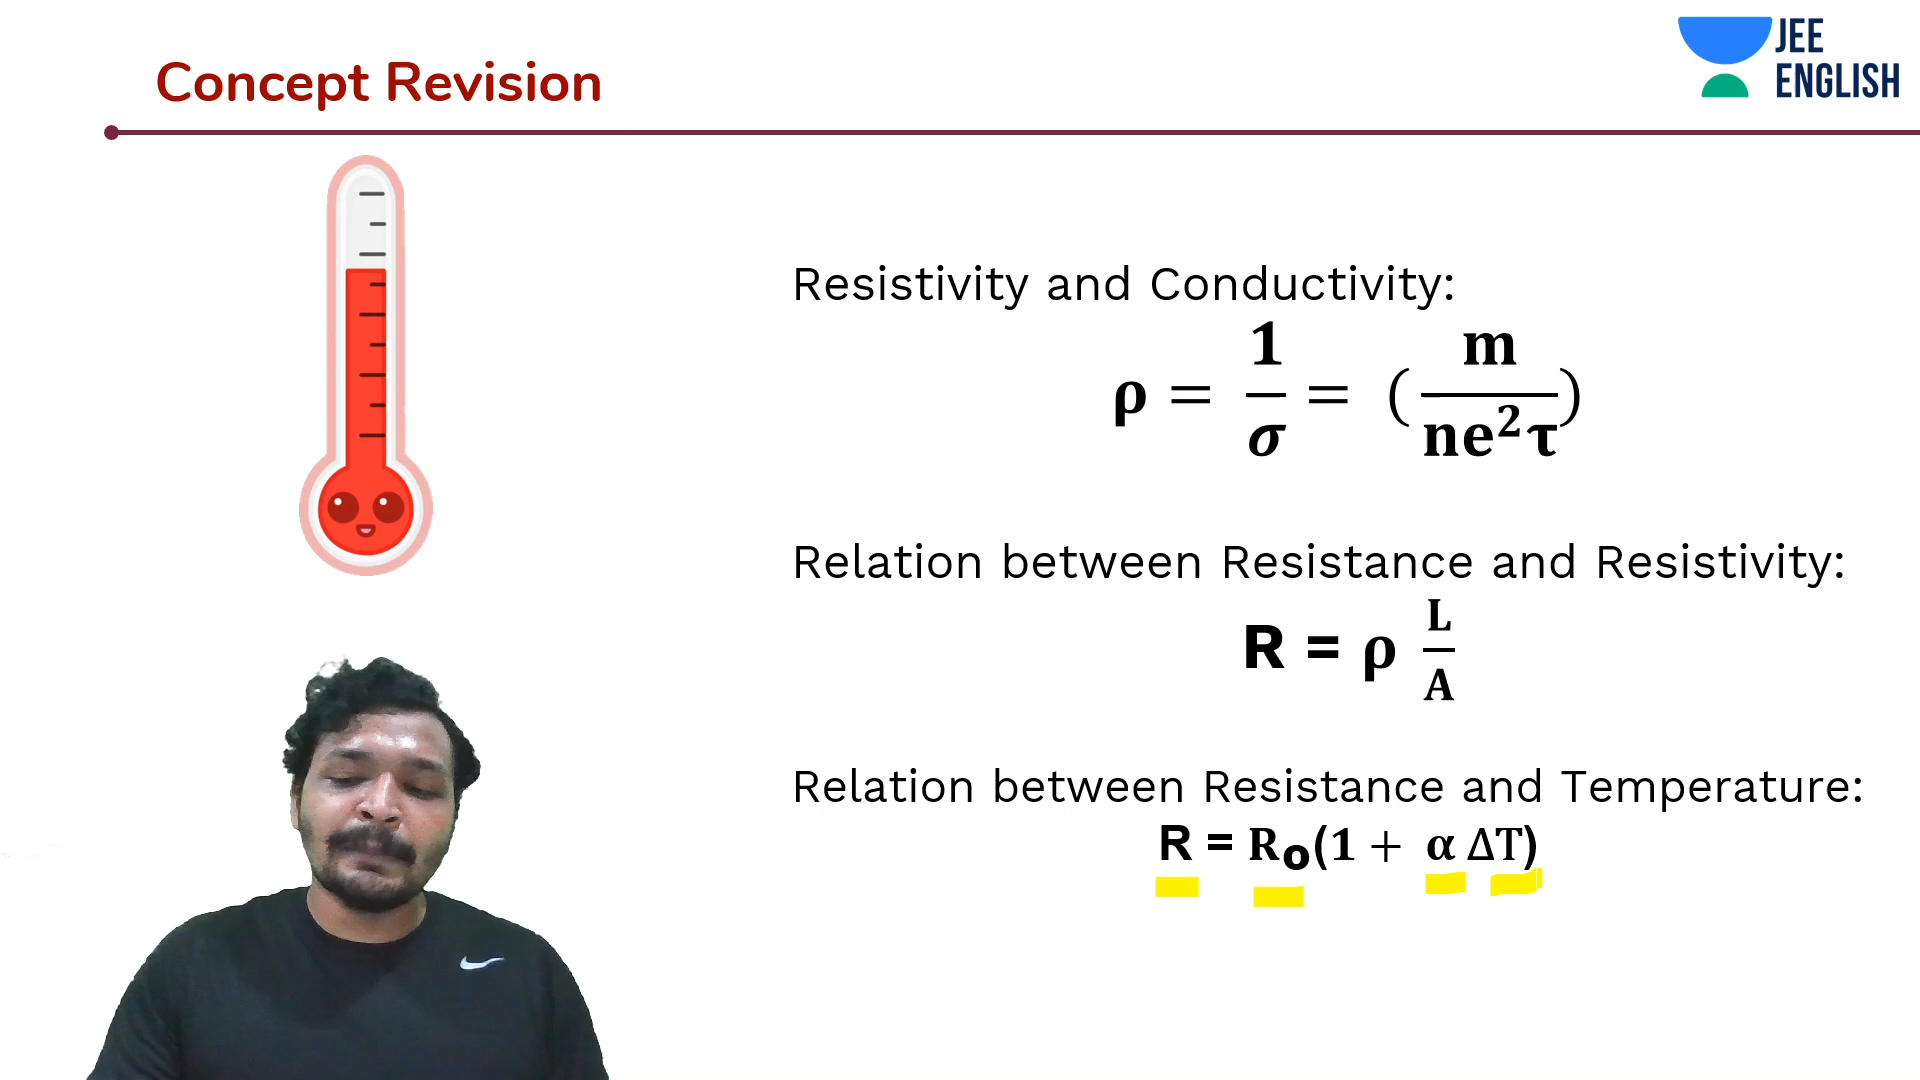 Concept Revision
JEE
ENGLISH
Resistivity and Conductivity:
ρ = 1/σ = (m/ne²τ)
Relation between Resistance and Resistivity:
R = ρ L/A
Relation between Resistance and Temperature:
R = Ro(1 + α ΔT)